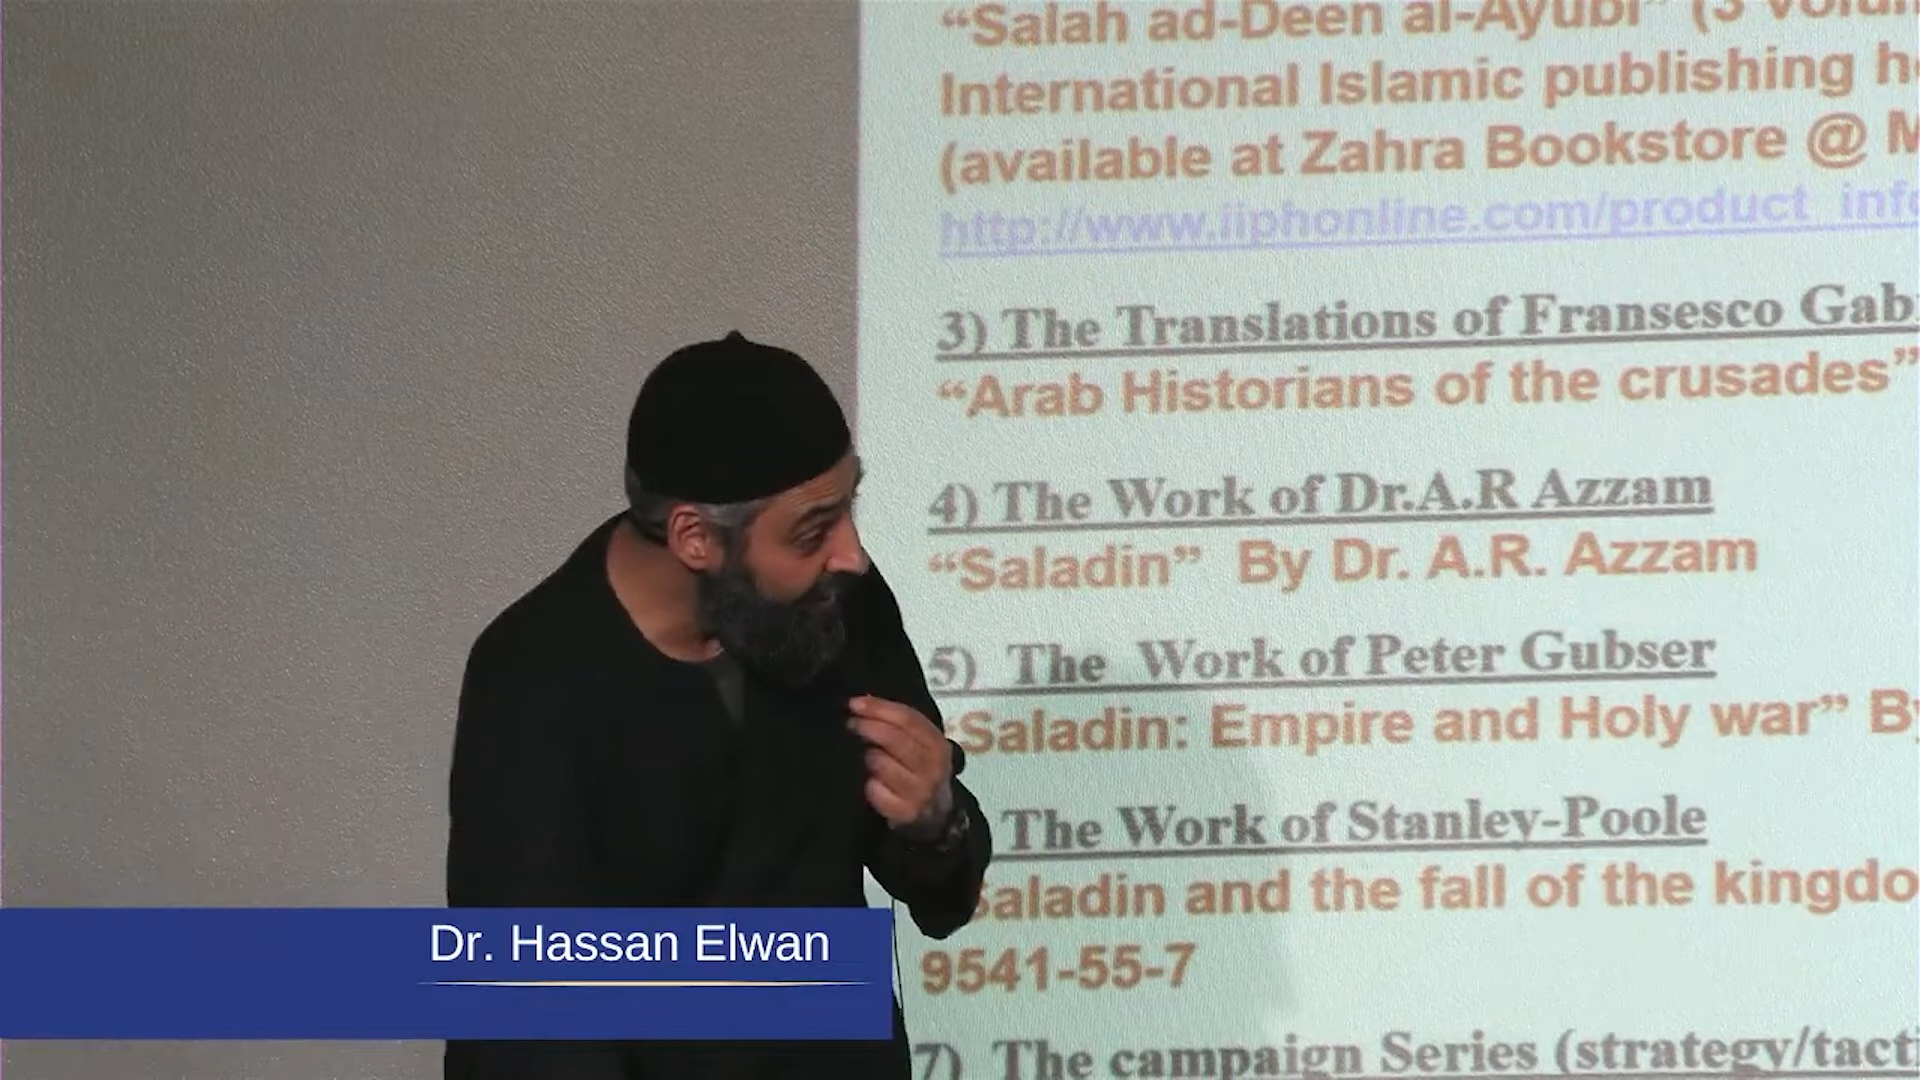 “Salah ad-Deen al-Ayubi” (3
International Islamic publishing
(available at Zahra Bookstore @
http://www.iiphonline.com/product_info
3) The Translations of Fransesco
“Arab Historians of the crusades”
4) The Work of Dr.A.R Azzam
“Saladin” By Dr. A.R. Azzam
5) The Work of Peter Gubser
“Saladin: Empire and Holy war”
The Work of Stanley-Poole
Saladin and the fall of the
9541-55-7
7) The campaign Series
Dr. Hassan Elwan